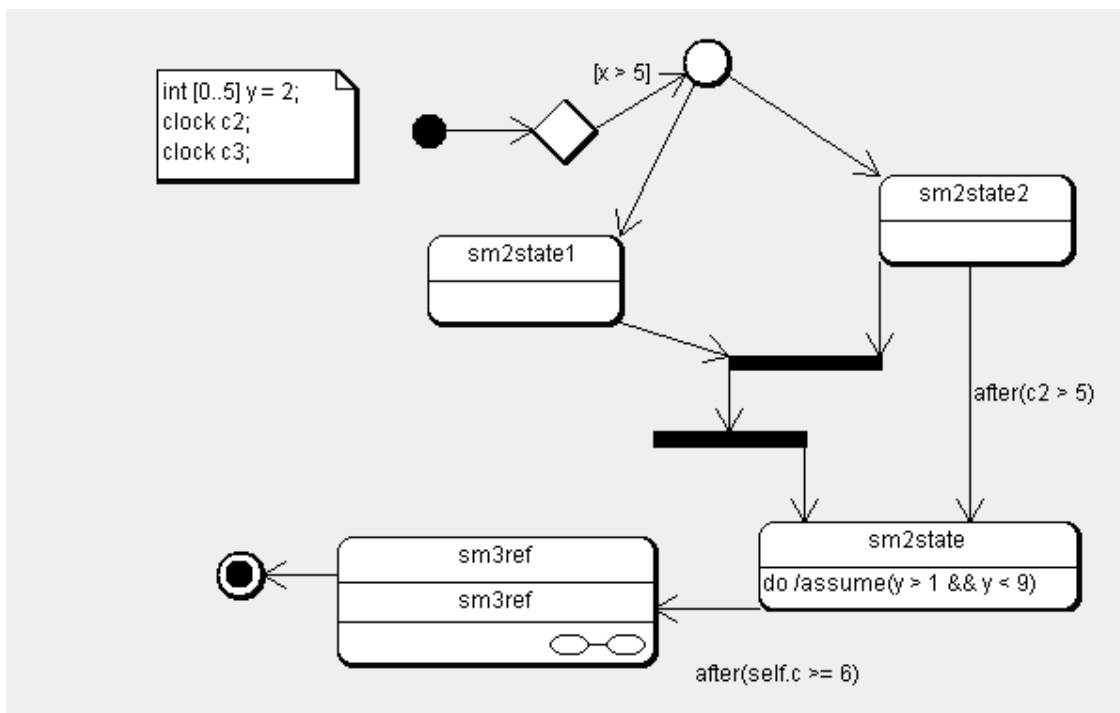 [x > 5]
int [0..5] y = 2;
clock c2;
clock c3;
sm2state2
sm2state1
after(c2 > 5)
sm2state
do /assume(y > 1 && y < 9)
sm3ref
sm3ref
after(self.c >= 6)